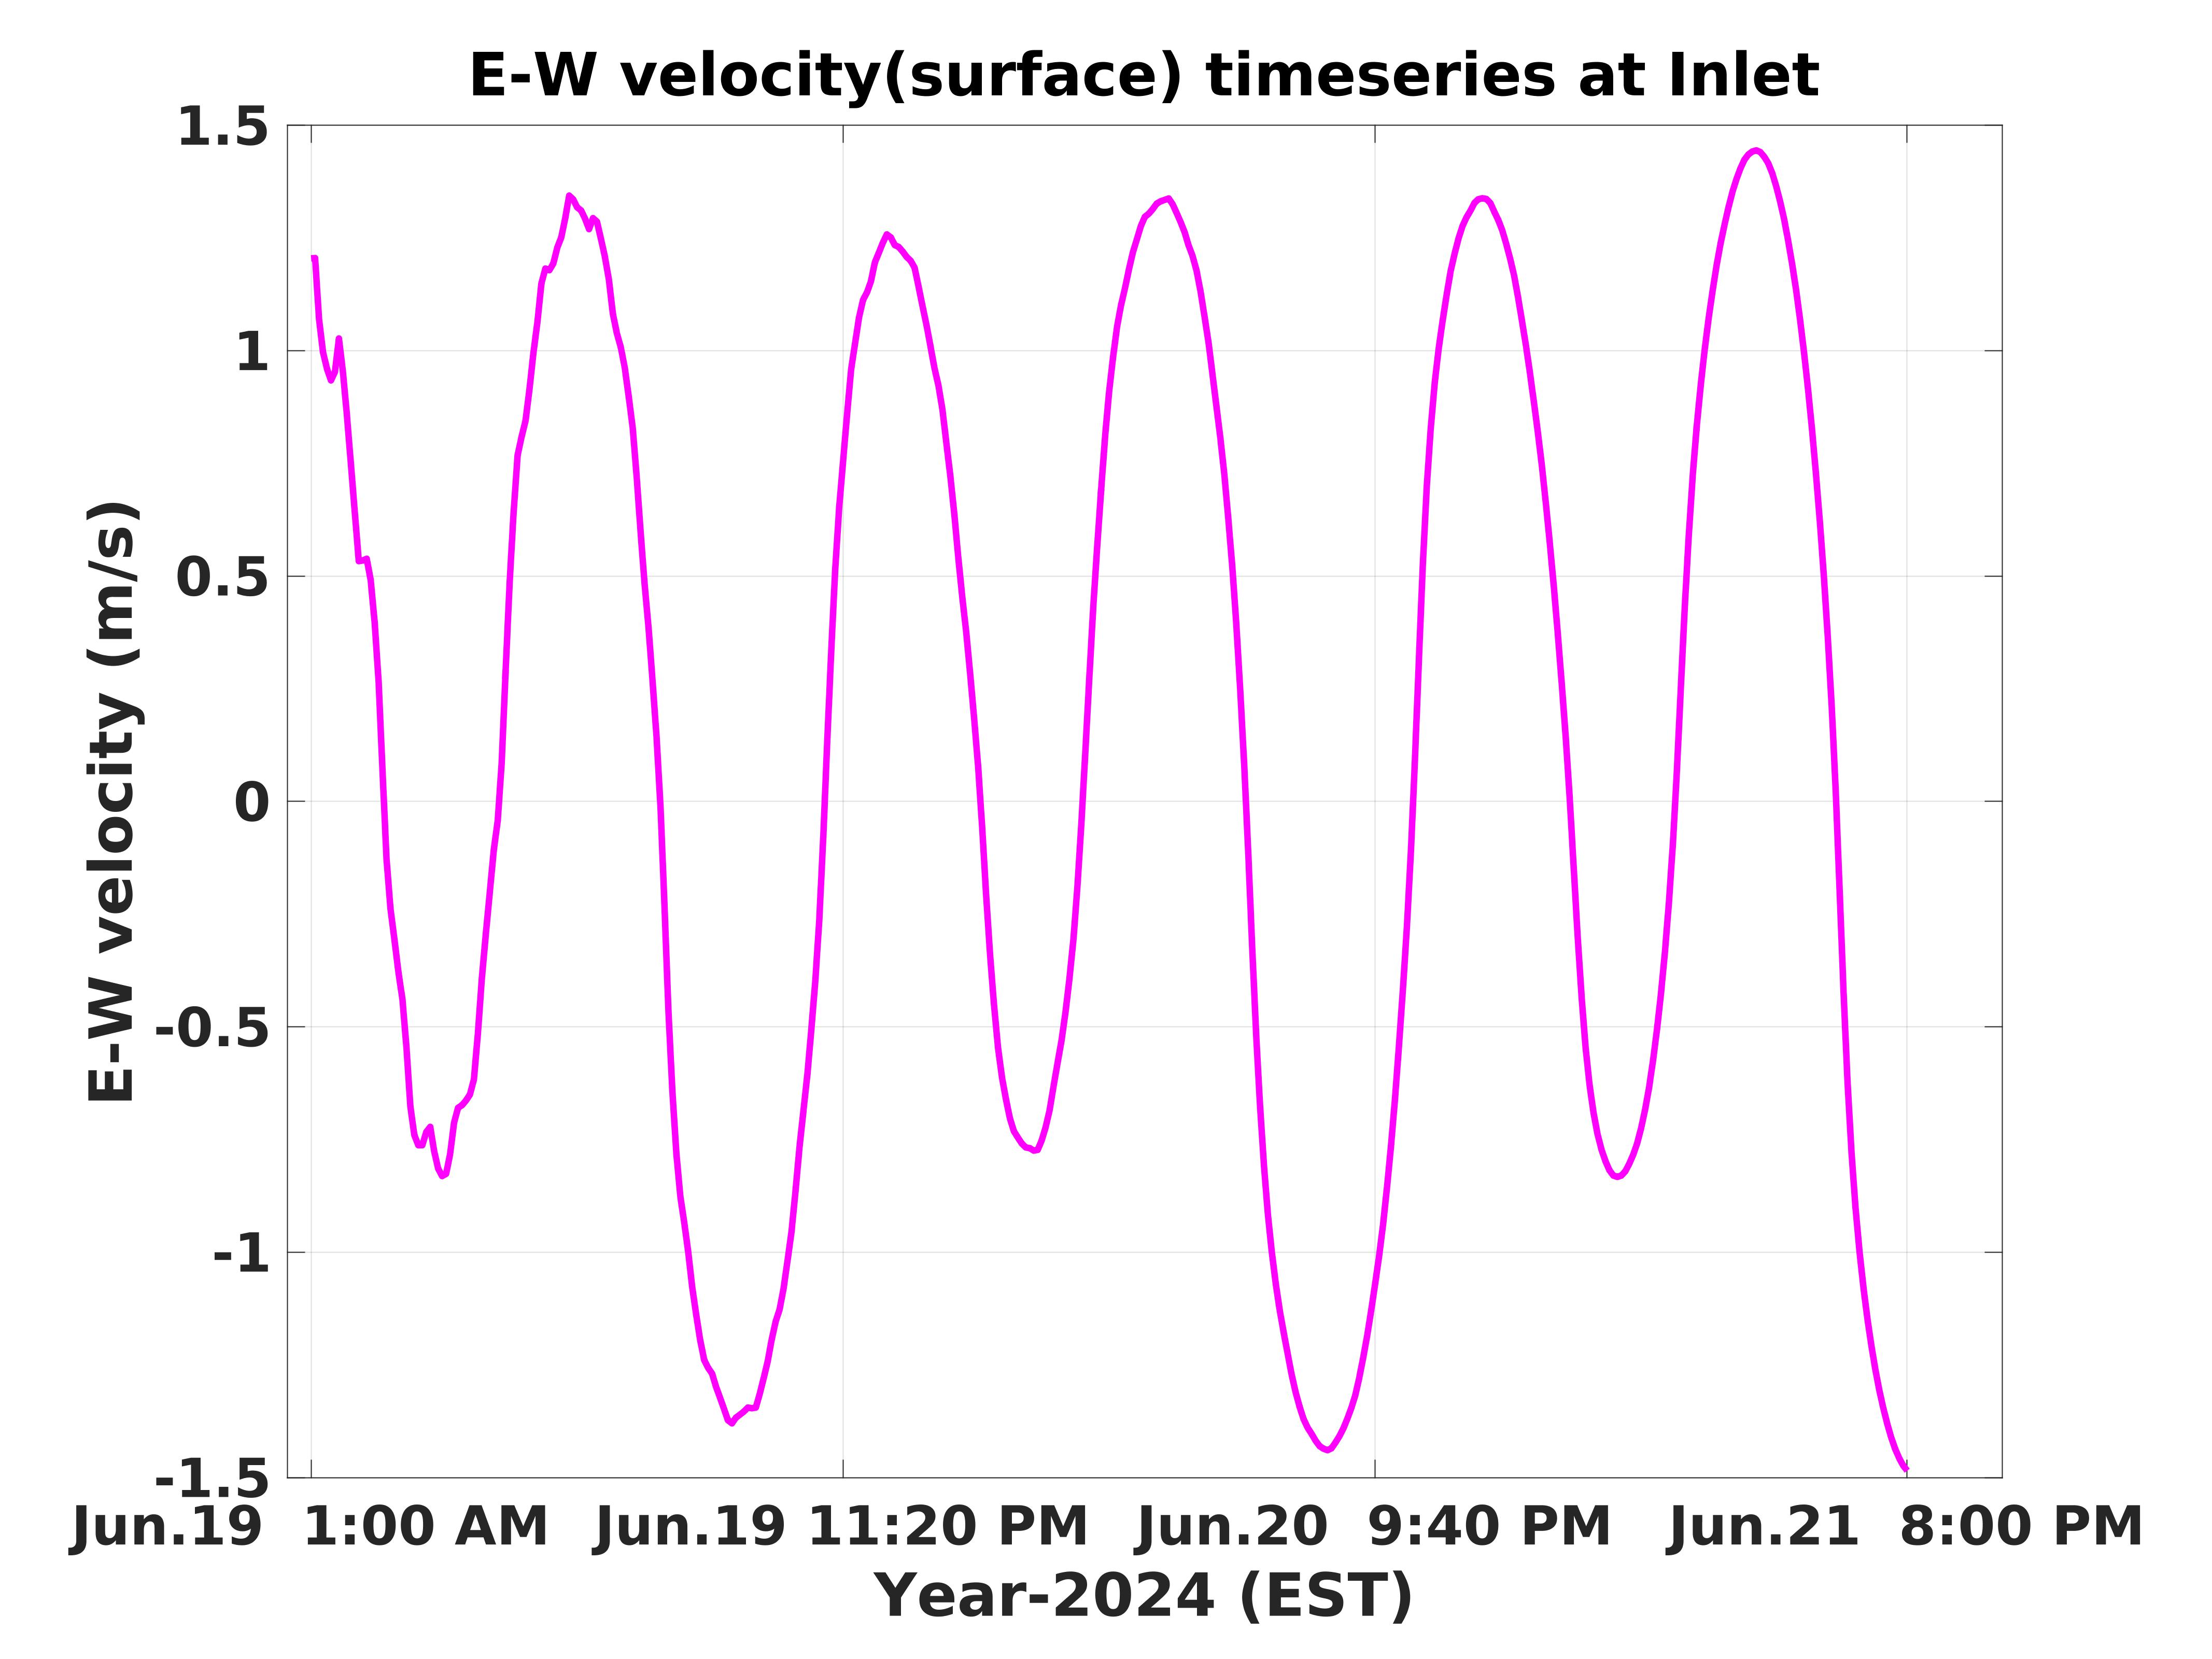 E-W velocity(surface) timeseries at Inlet
E-W velocity (m/s)
1.5
1
0.5
0
-0.5
-1
-1.5
Jun.19 1:00 AM Jun.19 11:20 PM Jun.20 9:40 PM Jun.21 8:00 PM
Year-2024 (EST)